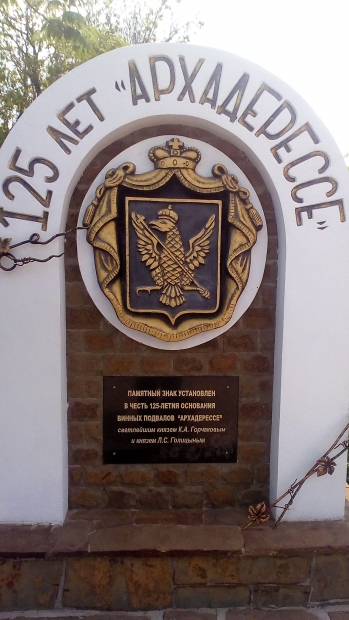 125 ЛЕТ "АРХАДЕРЕССЕ"
ПАМЯТНЫЙ ЗНАК УСТАНОВЛЕН
В ЧЕСТЬ 125-ЛЕТИЯ ОСНОВАНИЯ
ВИННЫХ ПОДВАЛОВ "АРХАДЕРЕССЕ"
светлейшим князем К.А. Горчаковым
и князем Л.С. Голицыным